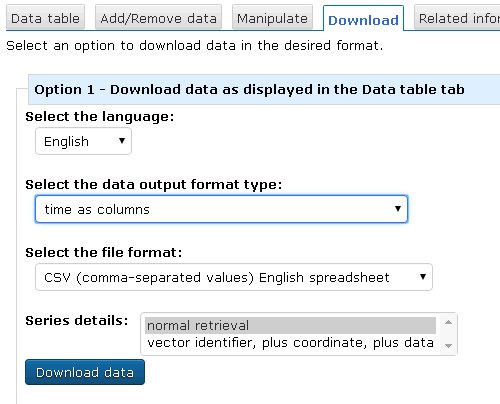 Data table Add/Remove data Manipulate Download Related infor
Select an option to download data in the desired format.
Option 1 - Download data as displayed in the Data table tab
Select the language:
English
Select the data output format type:
time as columns
Select the file format:
CSV (comma-separated values) English spreadsheet
Series details: normal retrieval
vector identifier, plus coordinate, plus data
Download data